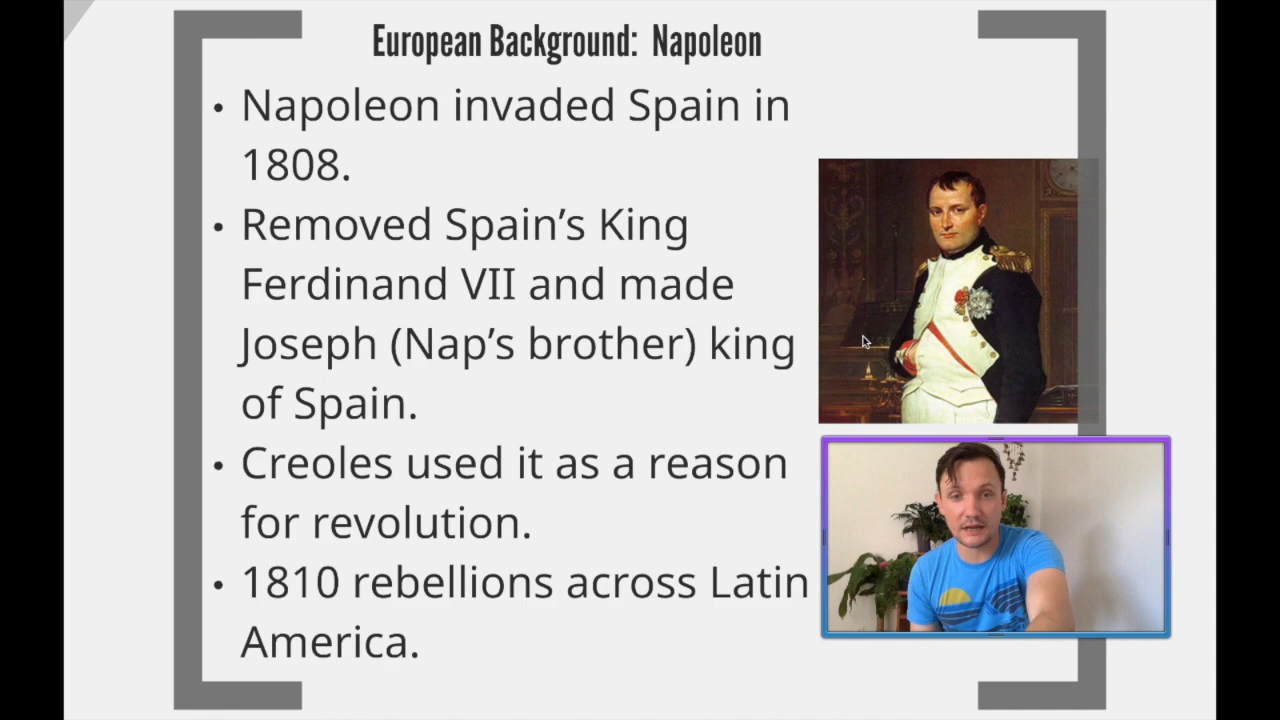 European Background: Napoleon
• Napoleon invaded Spain in
1808.
• Removed Spain’s King
Ferdinand VII and made
Joseph (Nap’s brother) king
of Spain.
• Creoles used it as a reason
for revolution.
• 1810 rebellions across Latin
America.